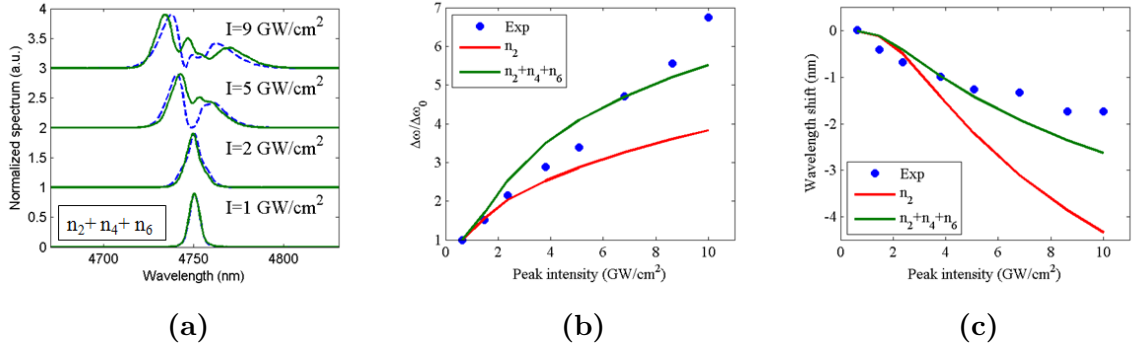 Normalized spectrum (a.u.)
4
3.5
3
2.5
2
1.5
1
0.5
0
I=9 GW/cm²
I=5 GW/cm²
I=2 GW/cm²
I=1 GW/cm²
n₂+ n₄+ n₆
4700 4750 4800
Wavelength (nm)
(a)
Δω/Δω₀
7
6
5
4
3
2
1
Exp
n₂
n₂+n₄+n₆
0 2 4 6 8 10
Peak intensity (GW/cm²)
(b)
Wavelength shift (nm)
0
-1
-2
-3
-4
Exp
n₂
n₂+n₄+n₆
0 2 4 6 8 10
Peak intensity (GW/cm²)
(c)